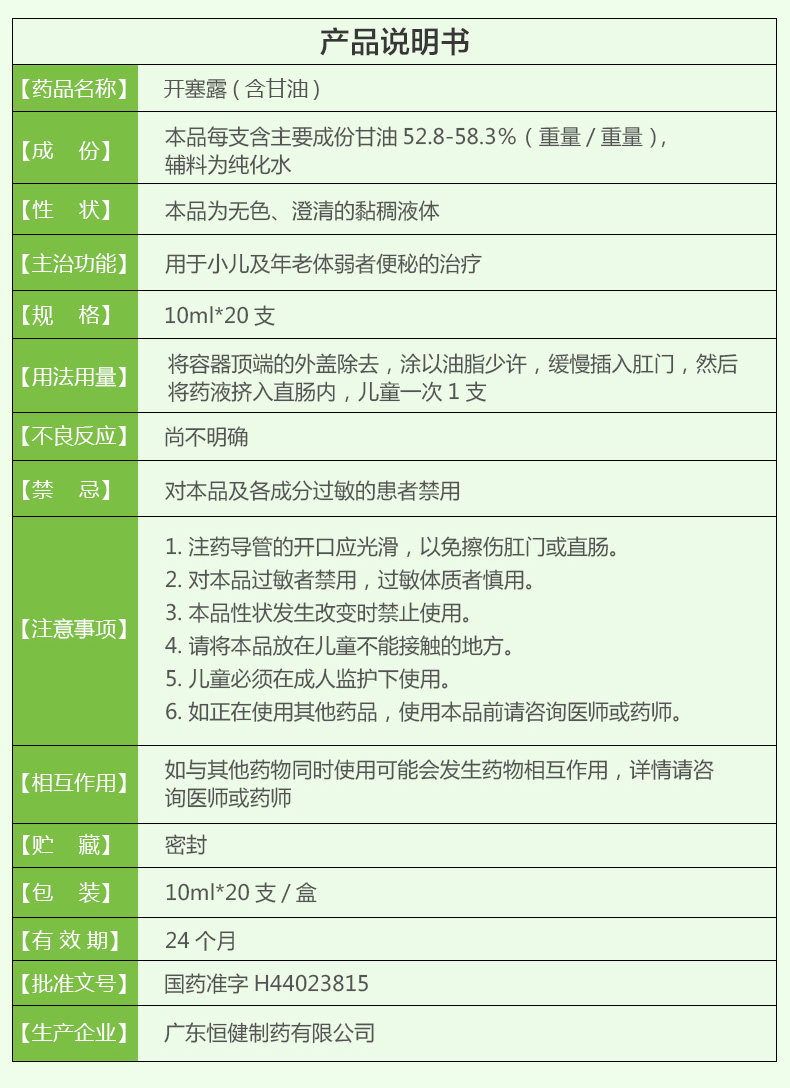 产品说明书
【药品名称】 开塞露 ( 含甘油 )
【成 份】 本品每支含主要成份甘油 52.8-58.3% ( 重量 / 重量 ),
辅料为纯化水
【性 状】 本品为无色、澄清的黏稠液体
【主治功能】 用于小儿及年老体弱者便秘的治疗
【规 格】 10ml*20 支
【用法用量】 将容器顶端的外盖除去，涂以油脂少许，缓慢插入肛门，然后
将药液挤入直肠内，儿童一次 1 支
【不良反应】 尚不明确
【禁 忌】 对本品及各成分过敏的患者禁用
【注意事项】 1. 注药导管的开口应光滑，以免擦伤肛门或直肠。
2. 对本品过敏者禁用，过敏体质者慎用。
3. 本品性状发生改变时禁止使用。
4. 请将本品放在儿童不能接触的地方。
5. 儿童必须在成人监护下使用。
6. 如正在使用其他药品，使用本品前请咨询医师或药师。
【相互作用】 如与其他药物同时使用可能会发生药物相互作用，详情请咨
询医师或药师
【贮 藏】 密封
【包 装】 10ml*20 支 / 盒
【有 效 期】 24 个月
【批准文号】 国药准字 H44023815
【生产企业】 广东恒健制药有限公司